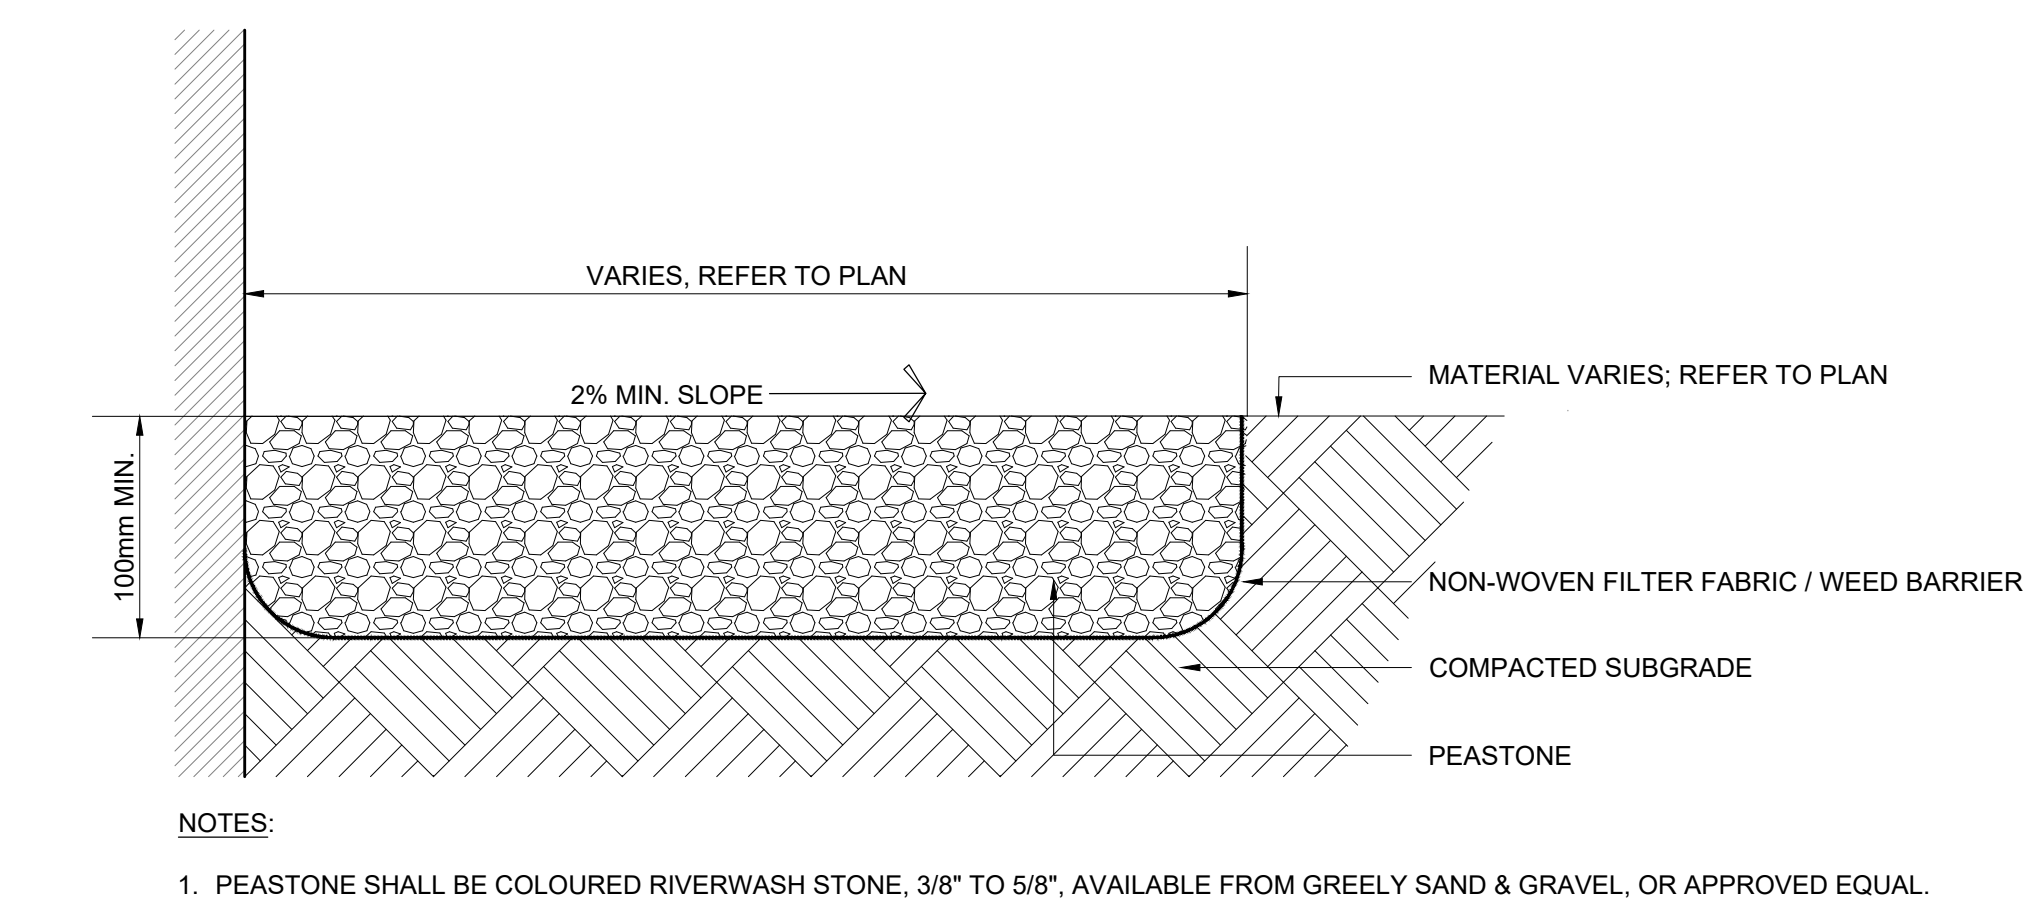 VARIES, REFER TO PLAN
2% MIN. SLOPE
MATERIAL VARIES; REFER TO PLAN
100mm MIN.
NON-WOVEN FILTER FABRIC / WEED BARRIER
COMPACTED SUBGRADE
PEASTONE
NOTES:
1. PEASTONE SHALL BE COLOURED RIVERWASH STONE, 3/8" TO 5/8", AVAILABLE FROM GREELY SAND & GRAVEL, OR APPROVED EQUAL.